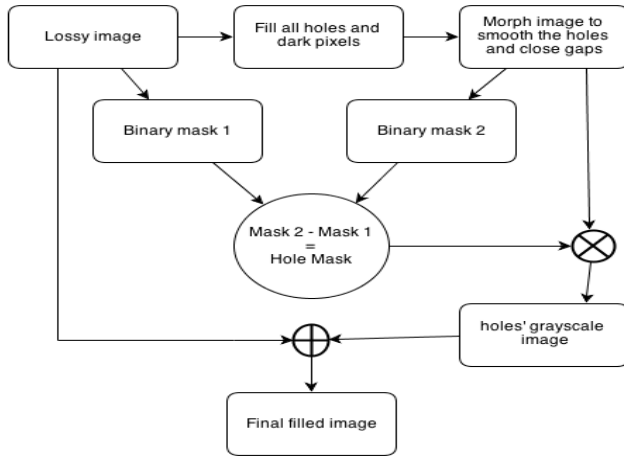 Lossy image
Fill all holes and
dark pixels
Morph image to
smooth the holes
and close gaps
Binary mask 1
Binary mask 2
Mask 2 - Mask 1
=
Hole Mask
holes' grayscale
image
Final filled image